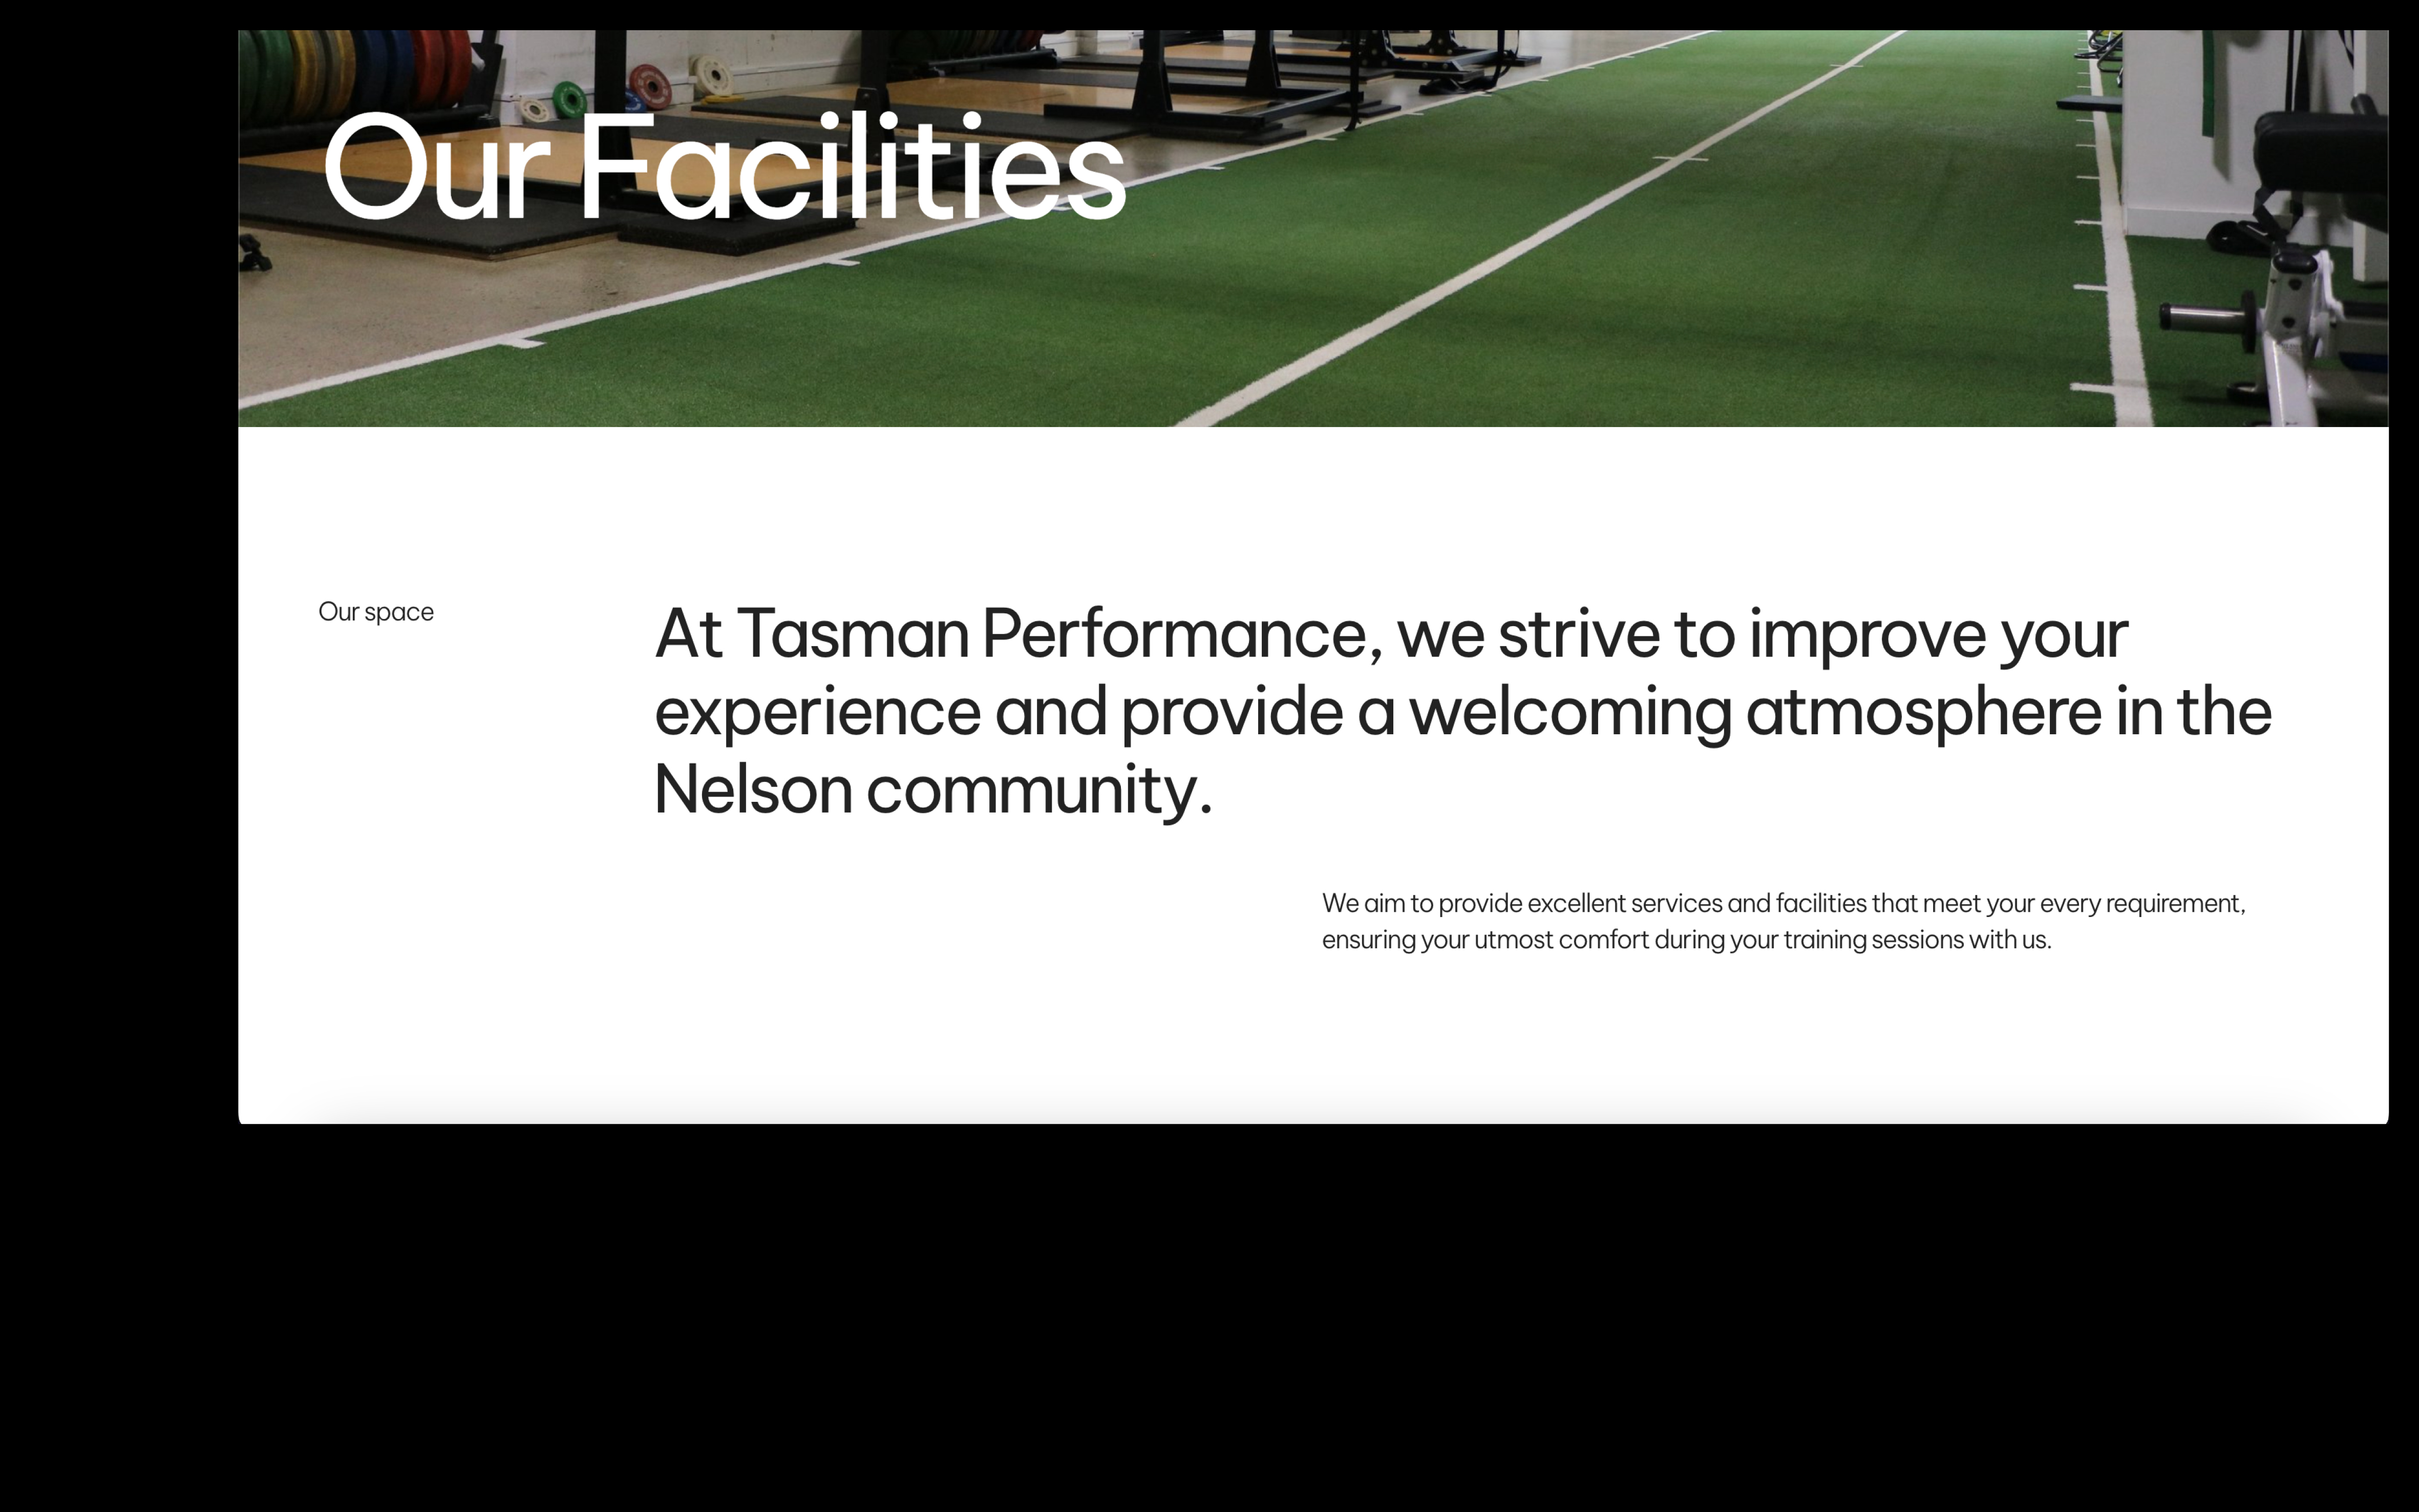 Our Facilities
Our space
At Tasman Performance, we strive to improve your
experience and provide a welcoming atmosphere in the
Nelson community.
We aim to provide excellent services and facilities that meet your every requirement,
ensuring your utmost comfort during your training sessions with us.